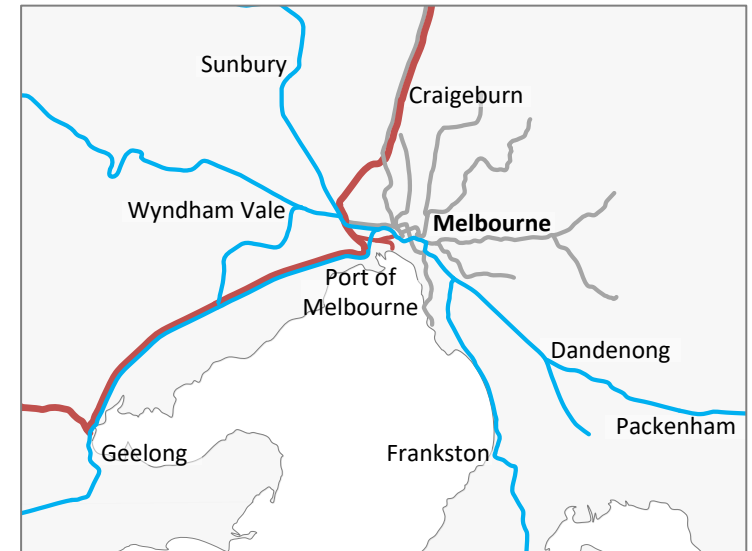 Sunbury
Craigeburn
Wyndham Vale
Melbourne
Port of
Melbourne
Dandenong
Packenham
Geelong
Frankston